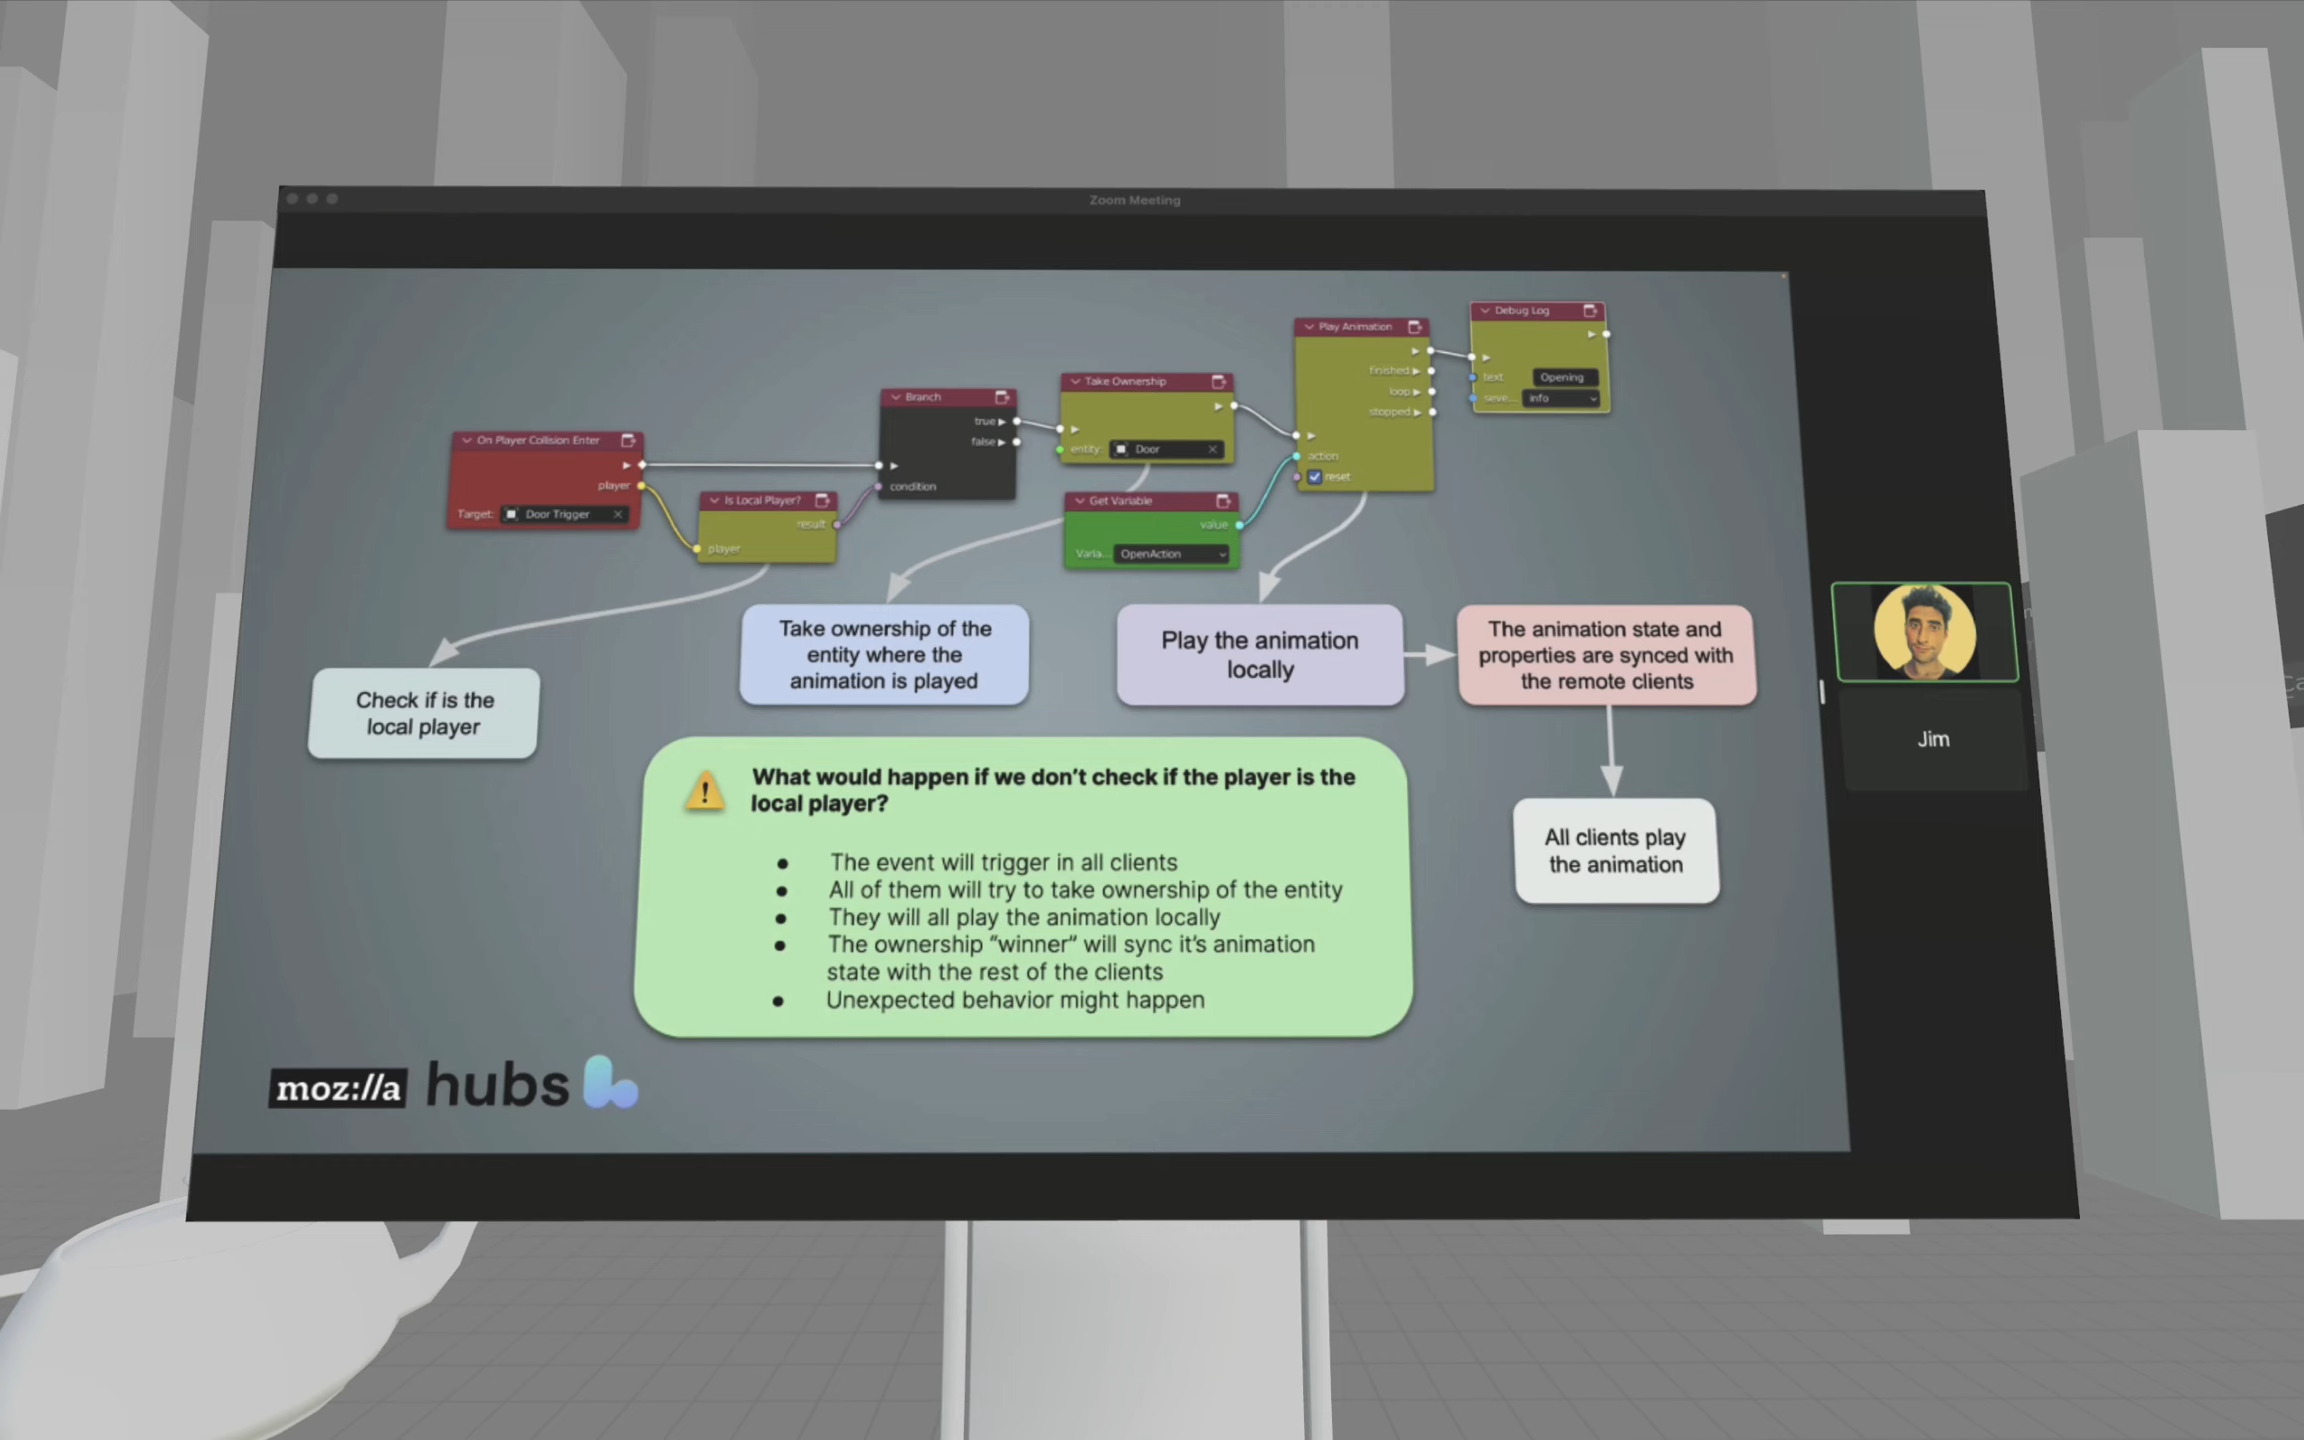 Zoom Meeting
Debug Log
text Opening
seve... info
Play Animation
finished
loop
stopped
action
reset
Take Ownership
entity: Door
Branch
true
false
condition
On Player Collision Enter
player
Target: Door Trigger
Is Local Player?
result
player
Get Variable
value
Varia... OpenAction
Check if is the
local player
Take ownership of the
entity where the
animation is played
Play the animation
locally
The animation state and
properties are synced with
the remote clients
All clients play
the animation
Jim
What would happen if we don't check if the player is the
local player?
● The event will trigger in all clients
● All of them will try to take ownership of the entity
● They will all play the animation locally
● The ownership "winner" will sync it's animation
state with the rest of the clients
● Unexpected behavior might happen
moz://a hubs